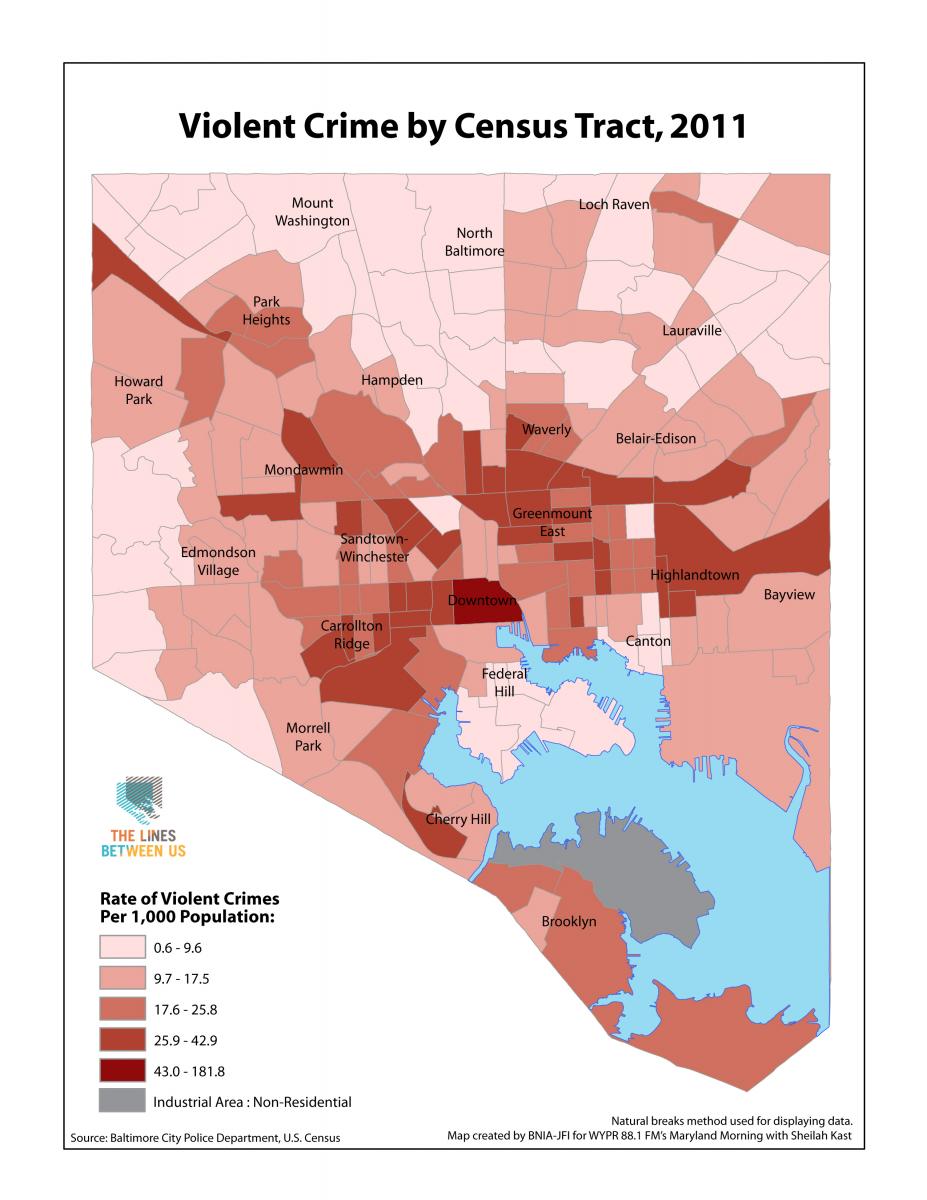 Violent Crime by Census Tract, 2011
Mount
Washington
North
Baltimore
Loch Raven
Park
Heights
Lauraville
Howard
Park
Hampden
Waverly
Belair-Edison
Mondawmin
Greenmount
East
Sandtown-
Winchester
Edmondson
Village
Highlandtown
Bayview
Downtown
Carrollton
Ridge
Canton
Federal
Hill
Morrell
Park
Cherry Hill
THE LINES
BETWEEN US
Brooklyn
Rate of Violent Crimes
Per 1,000 Population:
0.6 - 9.6
9.7 - 17.5
17.6 - 25.8
25.9 - 42.9
43.0 - 181.8
Industrial Area : Non-Residential
Natural breaks method used for displaying data.
Source: Baltimore City Police Department, U.S. Census
Map created by BNIA-JFI for WYPR 88.1 FM's Maryland Morning with Sheilah Kast